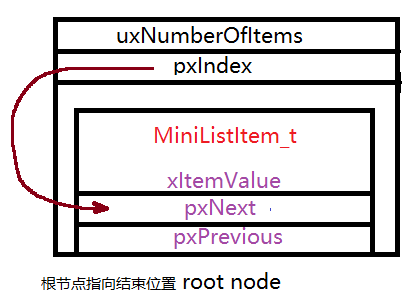 uxNumberOfItems
pxIndex
MiniListItem_t
xItemValue
pxNext
pxPrevious
根节点指向结束位置 root node